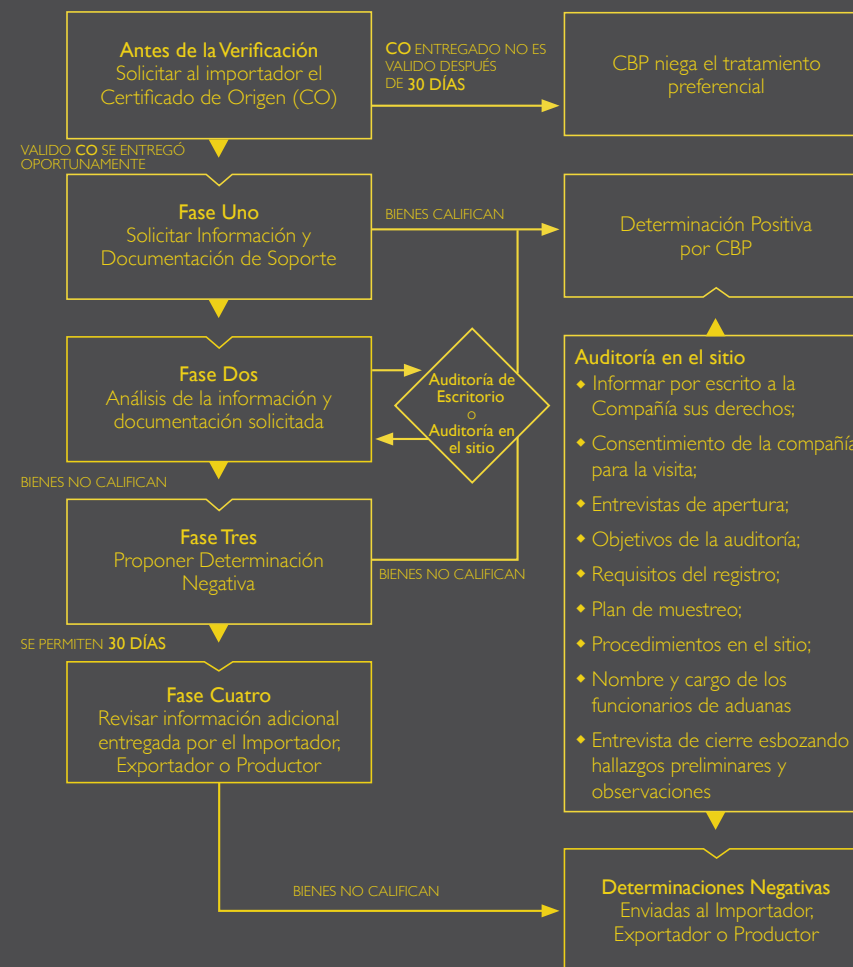 Antes de la Verificación
Solicitar al importador el
Certificado de Origen (CO)
CO ENTREGADO NO ES
VALIDO DESPUÉS
DE 30 DÍAS
CBP niega el tratamiento
preferencial
VALIDO CO SE ENTREGÓ
OPORTUNAMENTE
Fase Uno
Solicitar Información y
Documentación de Soporte
BIENES CALIFICAN
Determinación Positiva
por CBP
Fase Dos
Análisis de la información y
documentación solicitada
Auditoría de
Escritorio
o
Auditoría en
el sitio
BIENES NO CALIFICAN
Fase Tres
Proponer Determinación
Negativa
BIENES NO CALIFICAN
SE PERMITEN 30 DÍAS
Fase Cuatro
Revisar información adicional
entregada por el Importador,
Exportador o Productor
Auditoría en el sitio
Informar por escrito a la
Compañía sus derechos;
Consentimiento de la compañía
para la visita;
Entrevistas de apertura;
Objetivos de la auditoría;
Requisitos del registro;
Plan de muestreo;
Procedimientos en el sitio;
Nombre y cargo de los
funcionarios de aduanas
Entrevista de cierre esbozando
hallazgos preliminares y
observaciones
BIENES NO CALIFICAN
Determinaciones Negativas
Enviadas al Importador,
Exportador o Productor